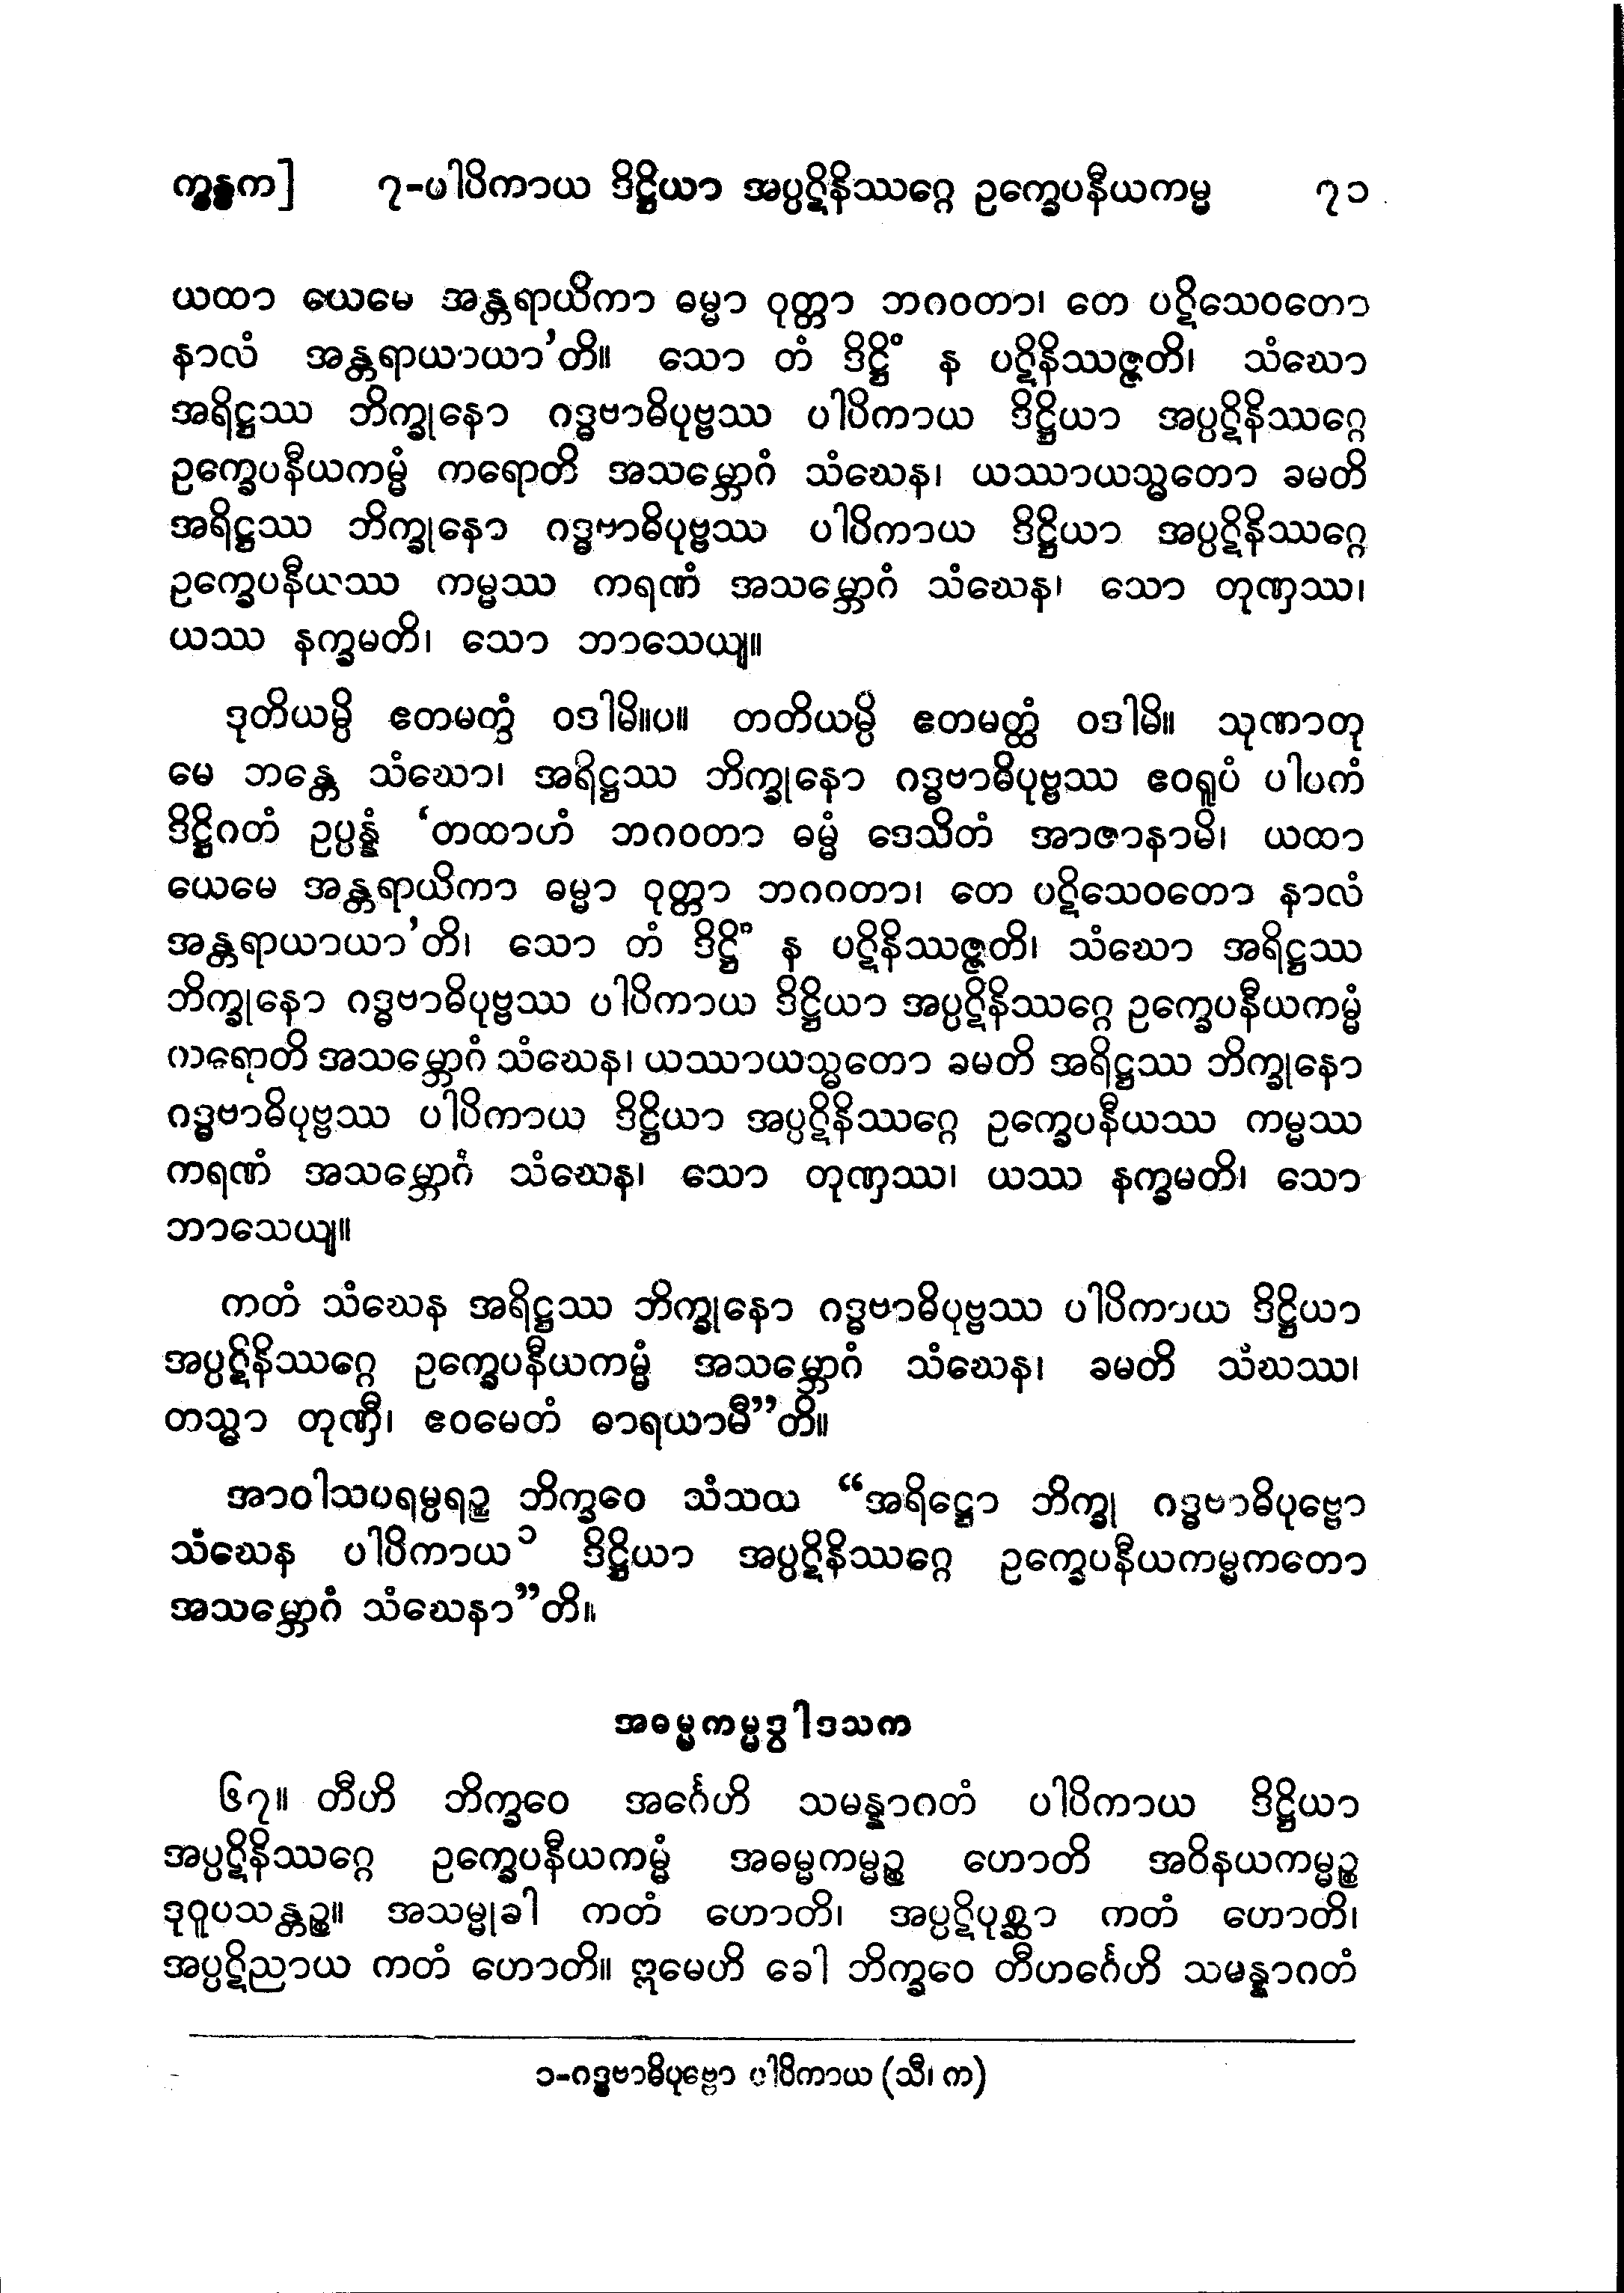 က္ခန္ဓက]	၇-ပါပိကာယ ဒိဋ္ဌိယာ အပ္ပဋိနိဿဂ္ဂေ ဥက္ခေပနီယကမ္မ	၇၁
ယထာ ယေမေ အန္တရာယိကာ ဓမ္မာ ဝုတ္တာ ဘဂဝတာ၊ တေ ပဋိသေဝတော
နာလံ အန္တရာယာယာ’တိ။ သော တံ ဒိဋ္ဌိံ န ပဋိနိဿဇ္ဇတိ၊ သံဃော
အရိဋ္ဌဿ ဘိက္ခုနော ဂဒ္ဓဗာဓိပုဗ္ဗဿ ပါပိကာယ ဒိဋ္ဌိယာ အပ္ပဋိနိဿဂ္ဂေ
ဥက္ခေပနီယကမ္မံ ကရောတိ အသမ္ဘောဂံ သံဃေန၊ ယဿာယသ္မတော ခမတိ
အရိဋ္ဌဿ ဘိက္ခုနော ဂဒ္ဓဗာဓိပုဗ္ဗဿ ပါပိကာယ ဒိဋ္ဌိယာ အပ္ပဋိနိဿဂ္ဂေ
ဥက္ခေပနီယဿ ကမ္မဿ ကရဏံ အသမ္ဘောဂံ သံဃေန၊ သော တုဏှဿ၊
ယဿ နက္ခမတိ၊ သော ဘာသေယျ။
ဒုတိယမ္ပိ ဧတမတ္ထံ ဝဒါမိ။ပ။ တတိယမ္ပိ ဧတမတ္ထံ ဝဒါမိ။ သုဏာတု
မေ ဘန္တေ သံဃော၊ အရိဋ္ဌဿ ဘိက္ခုနော ဂဒ္ဓဗာဓိပုဗ္ဗဿ ဧဝရူပံ ပါပကံ
ဒိဋ္ဌိဂတံ ဥပ္ပန္နံ ‘တထာဟံ ဘဂဝတာ ဓမ္မံ ဒေသိတံ အာဇာနာမိ၊ ယထာ
ယေမေ အန္တရာယိကာ ဓမ္မာ ဝုတ္တာ ဘဂဂတာ၊ တေ ပဋိသေဝတော နာလံ
အန္တရာယာယာ’တိ၊ သော တံ ဒိဋ္ဌိံ န ပဋိနိဿဇ္ဇတိ၊ သံဃော အရိဋ္ဌဿ
ဘိက္ခုနော ဂဒ္ဓဗာဓိပုဗ္ဗဿ ပါပိကာယ ဒိဋ္ဌိယာ အပ္ပဋိနိဿဂ္ဂေ ဥက္ခေပနီယကမ္မံ
ကရောတိ အသမ္ဘောဂံ သံဃေန၊ ယဿာယသ္မတော ခမတိ အရိဋ္ဌဿ ဘိက္ခုနော
ဂဒ္ဓဗာဓိပုဗ္ဗဿ ပါပိကာယ ဒိဋ္ဌိယာ အပ္ပဋိနိဿဂ္ဂေ ဥက္ခေပနီယဿ ကမ္မဿ
ကရဏံ အသမ္ဘောဂံ သံဃေန၊ သော တုဏှဿ၊ ယဿ နက္ခမတိ၊ သော
ဘာသေယျ။
ကတံ သံဃေန အရိဋ္ဌဿ ဘိက္ခုနော ဂဒ္ဓဗာဓိပုဗ္ဗဿ ပါပိကာယ ဒိဋ္ဌိယာ
အပ္ပဋိနိဿဂ္ဂေ ဥက္ခေပနီယကမ္မံ အသမ္ဘောဂံ သံဃေန၊ ခမတိ သံဃဿ၊
တသ္မာ တုဏှီ၊ ဧဝမေတံ ဓာရယာမီ”တိ။
အာဝါသပရမ္ပရဉ္စ ဘိက္ခဝေ သံသထ “အရိဋ္ဌော ဘိက္ခု ဂဒ္ဓဗာဓိပုဗ္ဗော
သံဃေန ပါပိကာယ ၁ ဒိဋ္ဌိယာ အပ္ပဋိနိဿဂ္ဂေ ဥက္ခေပနီယကမ္မကတော
အသမ္ဘောဂံ သံဃေနာ”တိ။
အဓမ္မကမ္မဒွါဒသက
၆၇။ တီဟိ ဘိက္ခဝေ အင်္ဂေဟိ သမန္နာဂတံ ပါပိကာယ ဒိဋ္ဌိယာ
အပ္ပဋိနိဿဂ္ဂေ ဥက္ခေပနီယကမ္မံ အဓမ္မကမ္မဉ္စ ဟောတိ အဝိနယကမ္မဉ္စ
ဒုဝူပသန္တဉ္စ။ အသမ္မုခါ ကတံ ဟောတိ၊ အပ္ပဋိပုစ္ဆာ ကတံ ဟောတိ၊
အပ္ပဋိညာယ ကတံ ဟောတိ။ ဣမေဟိ ခေါ ဘိက္ခဝေ တီဟင်္ဂေဟိ သမန္နာဂတံ
၁-ဂဒ္ဓဗာဓိပုဗ္ဗော ပါပိကာယ (သီ၊ က)